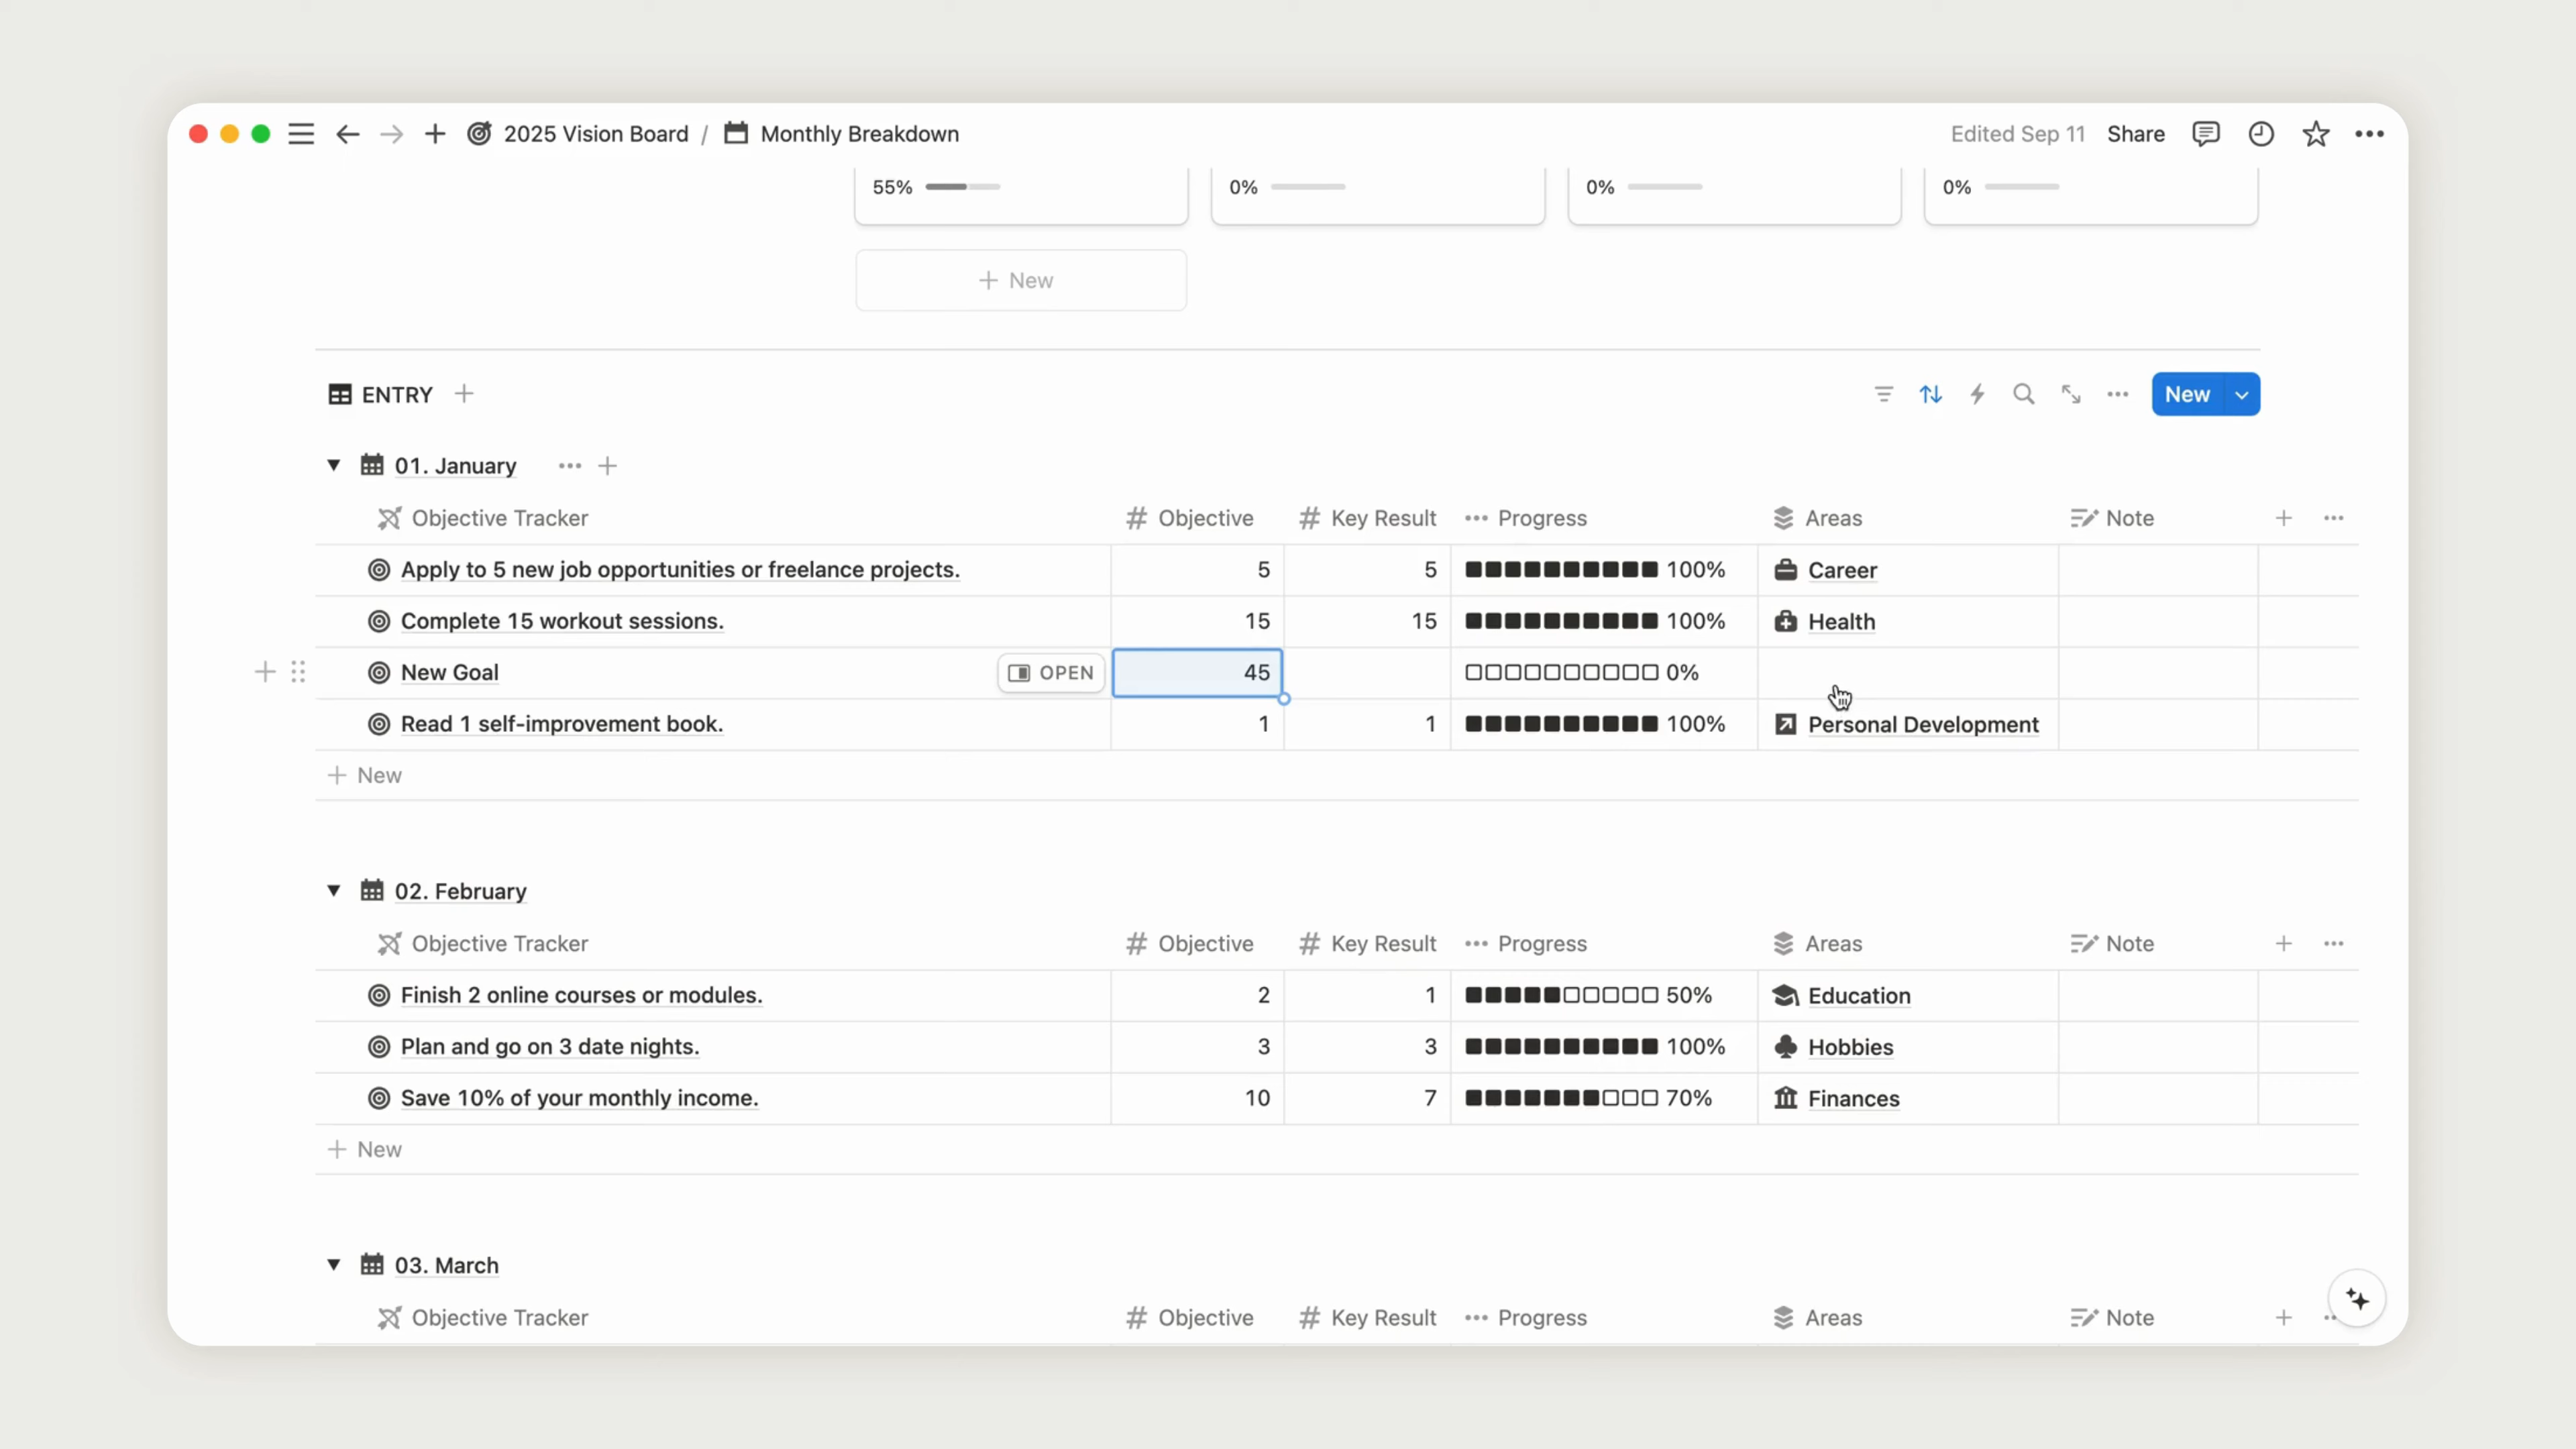 2025 Vision Board / Monthly Breakdown Edited Sep 11 Share
55% 0% 0% 0%
+ New
ENTRY + New
01. January
Objective Tracker # Objective # Key Result Progress Areas Note
Apply to 5 new job opportunities or freelance projects. 5 5 100% Career
Complete 15 workout sessions. 15 15 100% Health
New Goal OPEN 45 0%
Read 1 self-improvement book. 1 1 100% Personal Development
+ New
02. February
Objective Tracker # Objective # Key Result Progress Areas Note
Finish 2 online courses or modules. 2 1 50% Education
Plan and go on 3 date nights. 3 3 100% Hobbies
Save 10% of your monthly income. 10 7 70% Finances
+ New
03. March
Objective Tracker # Objective # Key Result Progress Areas Note